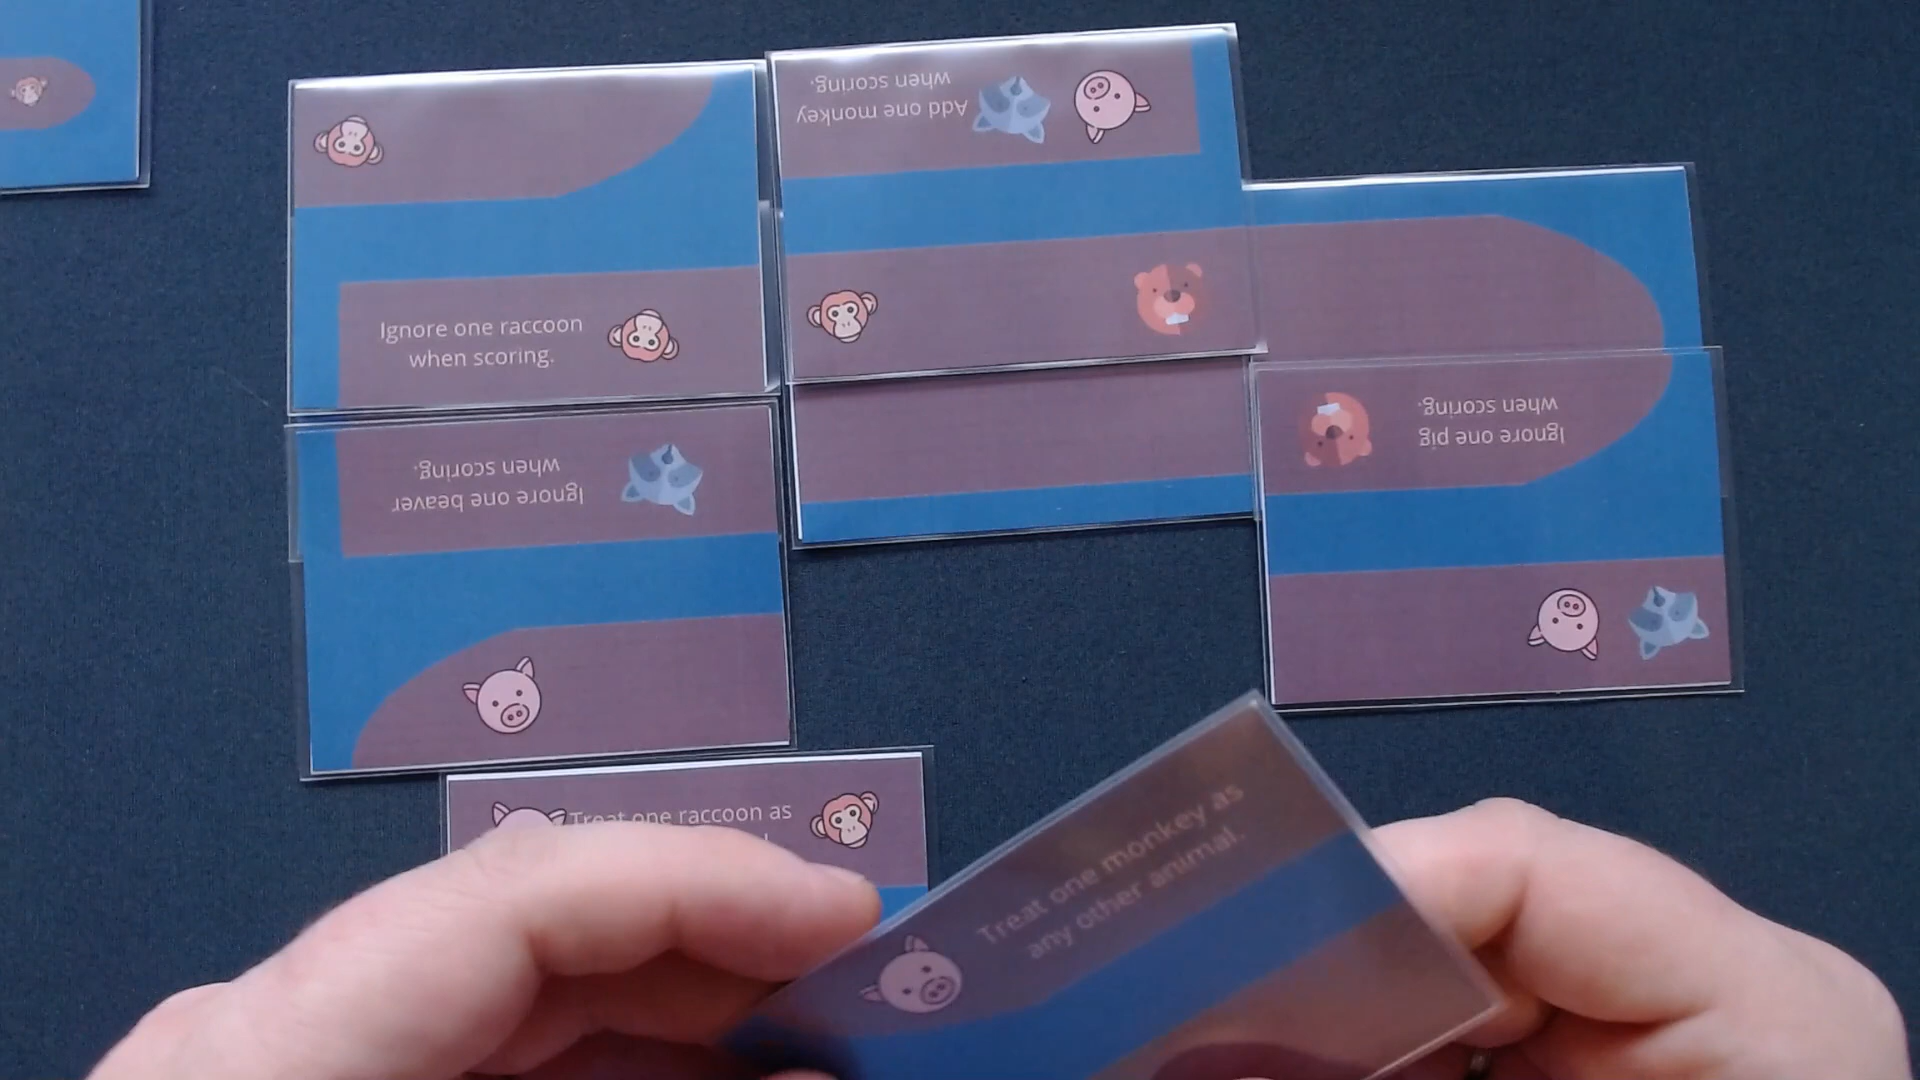 Add one monkey
when scoring.
Ignore one raccoon
when scoring.
Ignore one pig
when scoring.
Ignore one beaver
when scoring.
Treat one raccoon as
Treat one monkey as
any other animal.